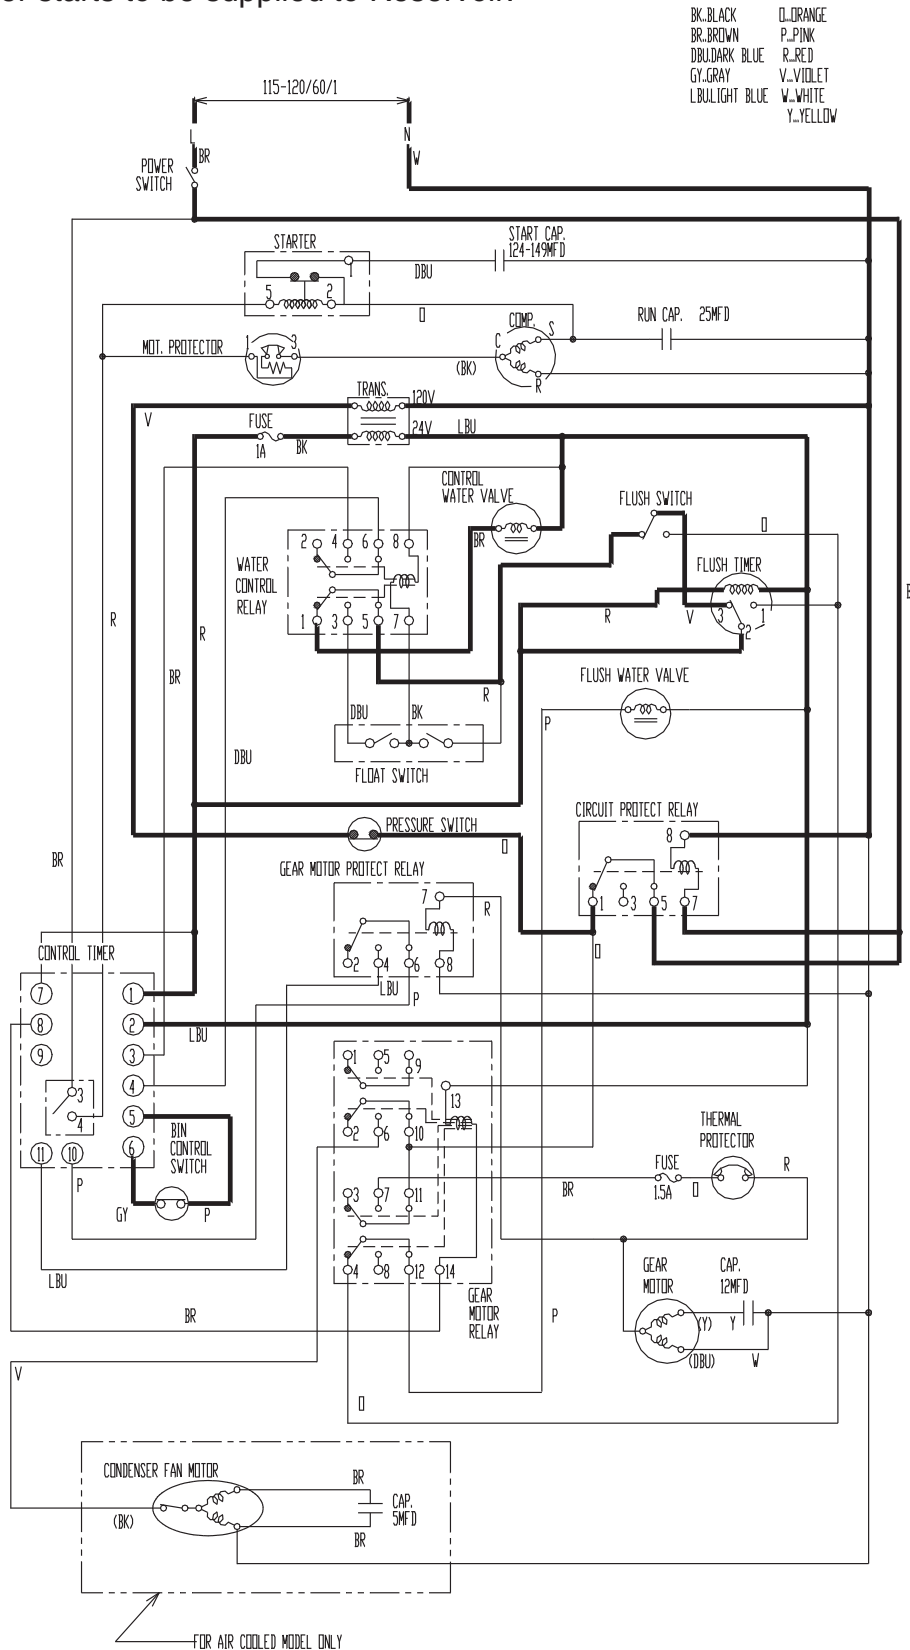 er starts to be supplied to Reservoir.
BK..BLACK O..ORANGE
BR..BROWN P..PINK
DBU.DARK BLUE R..RED
GY.GRAY V..VIOLET
LBU.LIGHT BLUE W..WHITE
Y..YELLOW
115-120/60/1
L
N
BR
W
POWER
SWITCH
STARTER
START CAP.
124-149MFD
1
DBU
5
2
O
COMP.
S
RUN CAP. 25MFD
MOT. PROTECTOR
1
3
C
(BK)
R
TRANS.
120V
V
FUSE
24V
LBU
1A
BK
CONTROL
WATER VALVE
FLUSH SWITCH
O
BR
2 4 6 8
WATER
CONTROL
RELAY
FLUSH TIMER
R
R
BR
R
V
3
1
2
1 3 5 7
R
FLUSH WATER VALVE
DBU
BK
P
DBU
FLOAT SWITCH
CIRCUIT PROTECT RELAY
PRESSURE SWITCH
8
O
BR
GEAR MOTOR PROTECT RELAY
7
R
1 3 5 7
CONTROL TIMER
O
2 4 6 8
LBU
P
7
1
8
2
LBU
9
3
1 5 9
4
3
13
4
5
BIN
CONTROL
SWITCH
THERMAL
PROTECTOR
2 6 10
6
11
10
P
FUSE
1.5A
O
R
BR
3 7 11
GY
P
GEAR
MOTOR
CAP.
12MFD
LBU
4 8 12 14
GEAR
MOTOR
RELAY
BR
P
(Y)
Y
(DBU)
W
V
O
CONDENSER FAN MOTOR
BR
CAP.
5MFD
(BK)
BR
FOR AIR COOLED MODEL ONLY